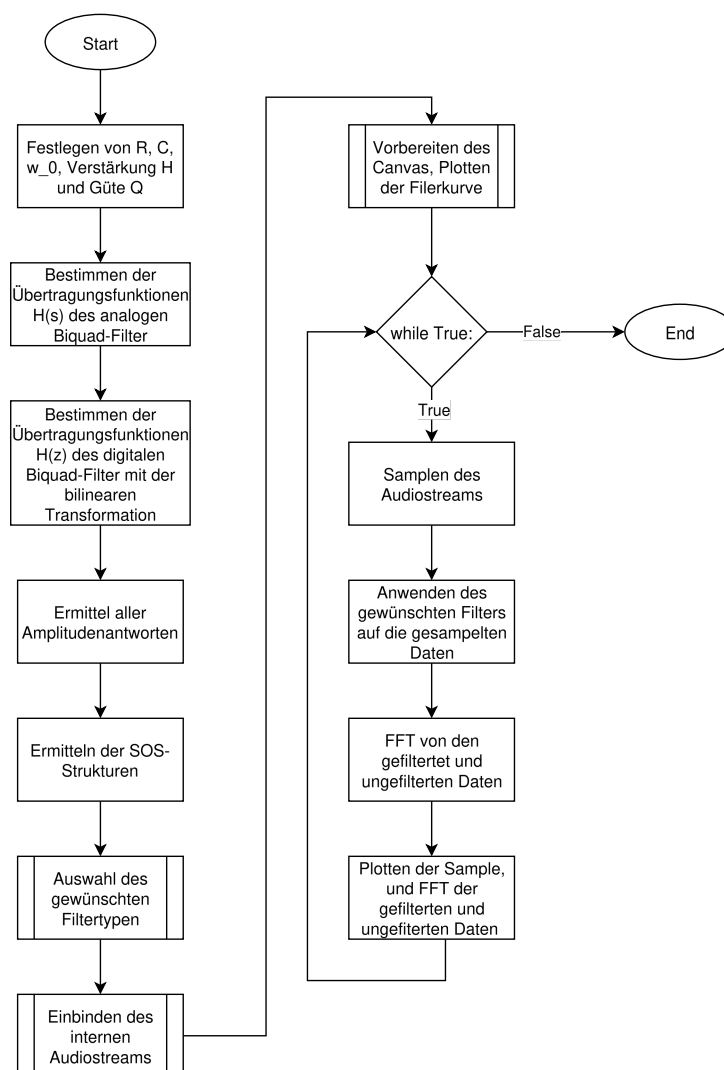 Start
Festlegen von R, C,
w_0, Verstärkung H
und Güte Q
Bestimmen der
Übertragungsfunktionen
H(s) des analogen
Biquad-Filter
Bestimmen der
Übertragungsfunktionen
H(z) des digitalen
Biquad-Filter mit der
bilinearen
Transformation
Ermittel aller
Amplitudenantworten
Ermitteln der SOS-
Strukturen
Auswahl des
gewünschten
Filtertypen
Einbinden des
internen
Audiostreams
Vorbereiten des
Canvas, Plotten
der Filerkurve
while True:
False
End
True
Samplen des
Audiostreams
Anwenden des
gewünschten Filters
auf die gesampelten
Daten
FFT von den
gefiltertet und
ungefilterten Daten
Plotten der Sample,
und FFT der
gefilterten und
ungefiterten Daten